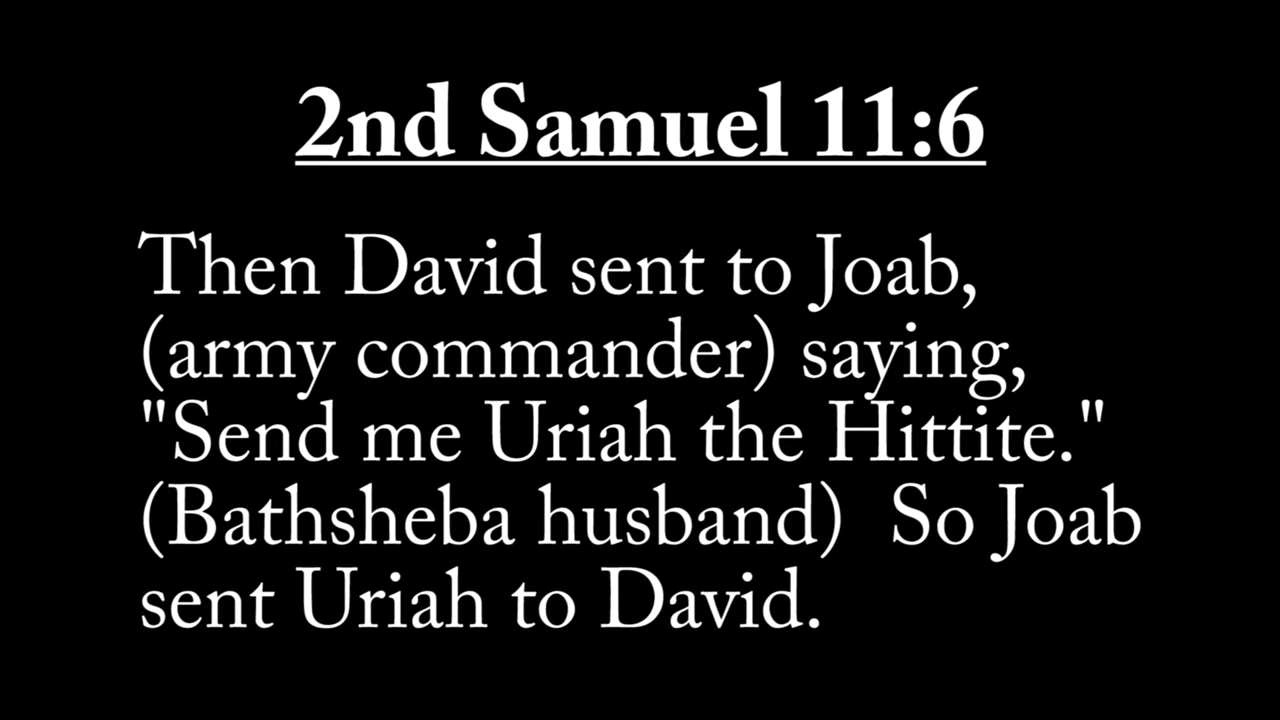 2nd Samuel 11:6
Then David sent to Joab,
(army commander) saying,
"Send me Uriah the Hittite."
(Bathsheba husband)  So Joab
sent Uriah to David.